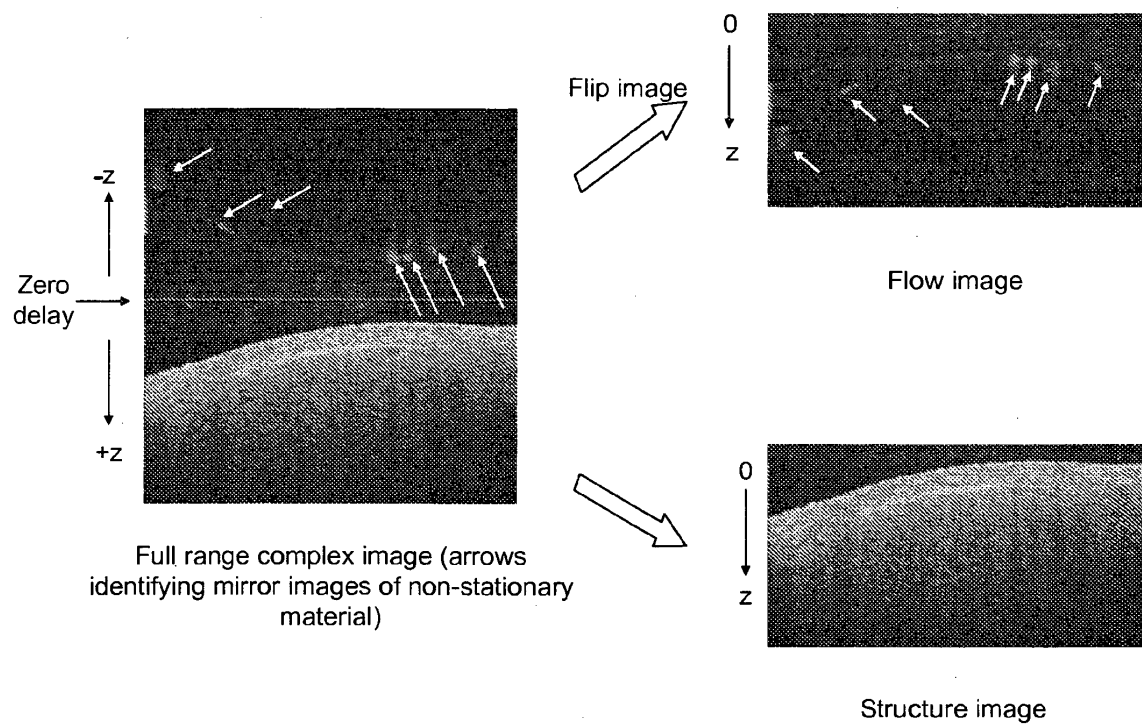 0
Flip image
z
-z
Zero
delay
+z
Flow image
0
z
Full range complex image (arrows
identifying mirror images of non-stationary
material)
Structure image